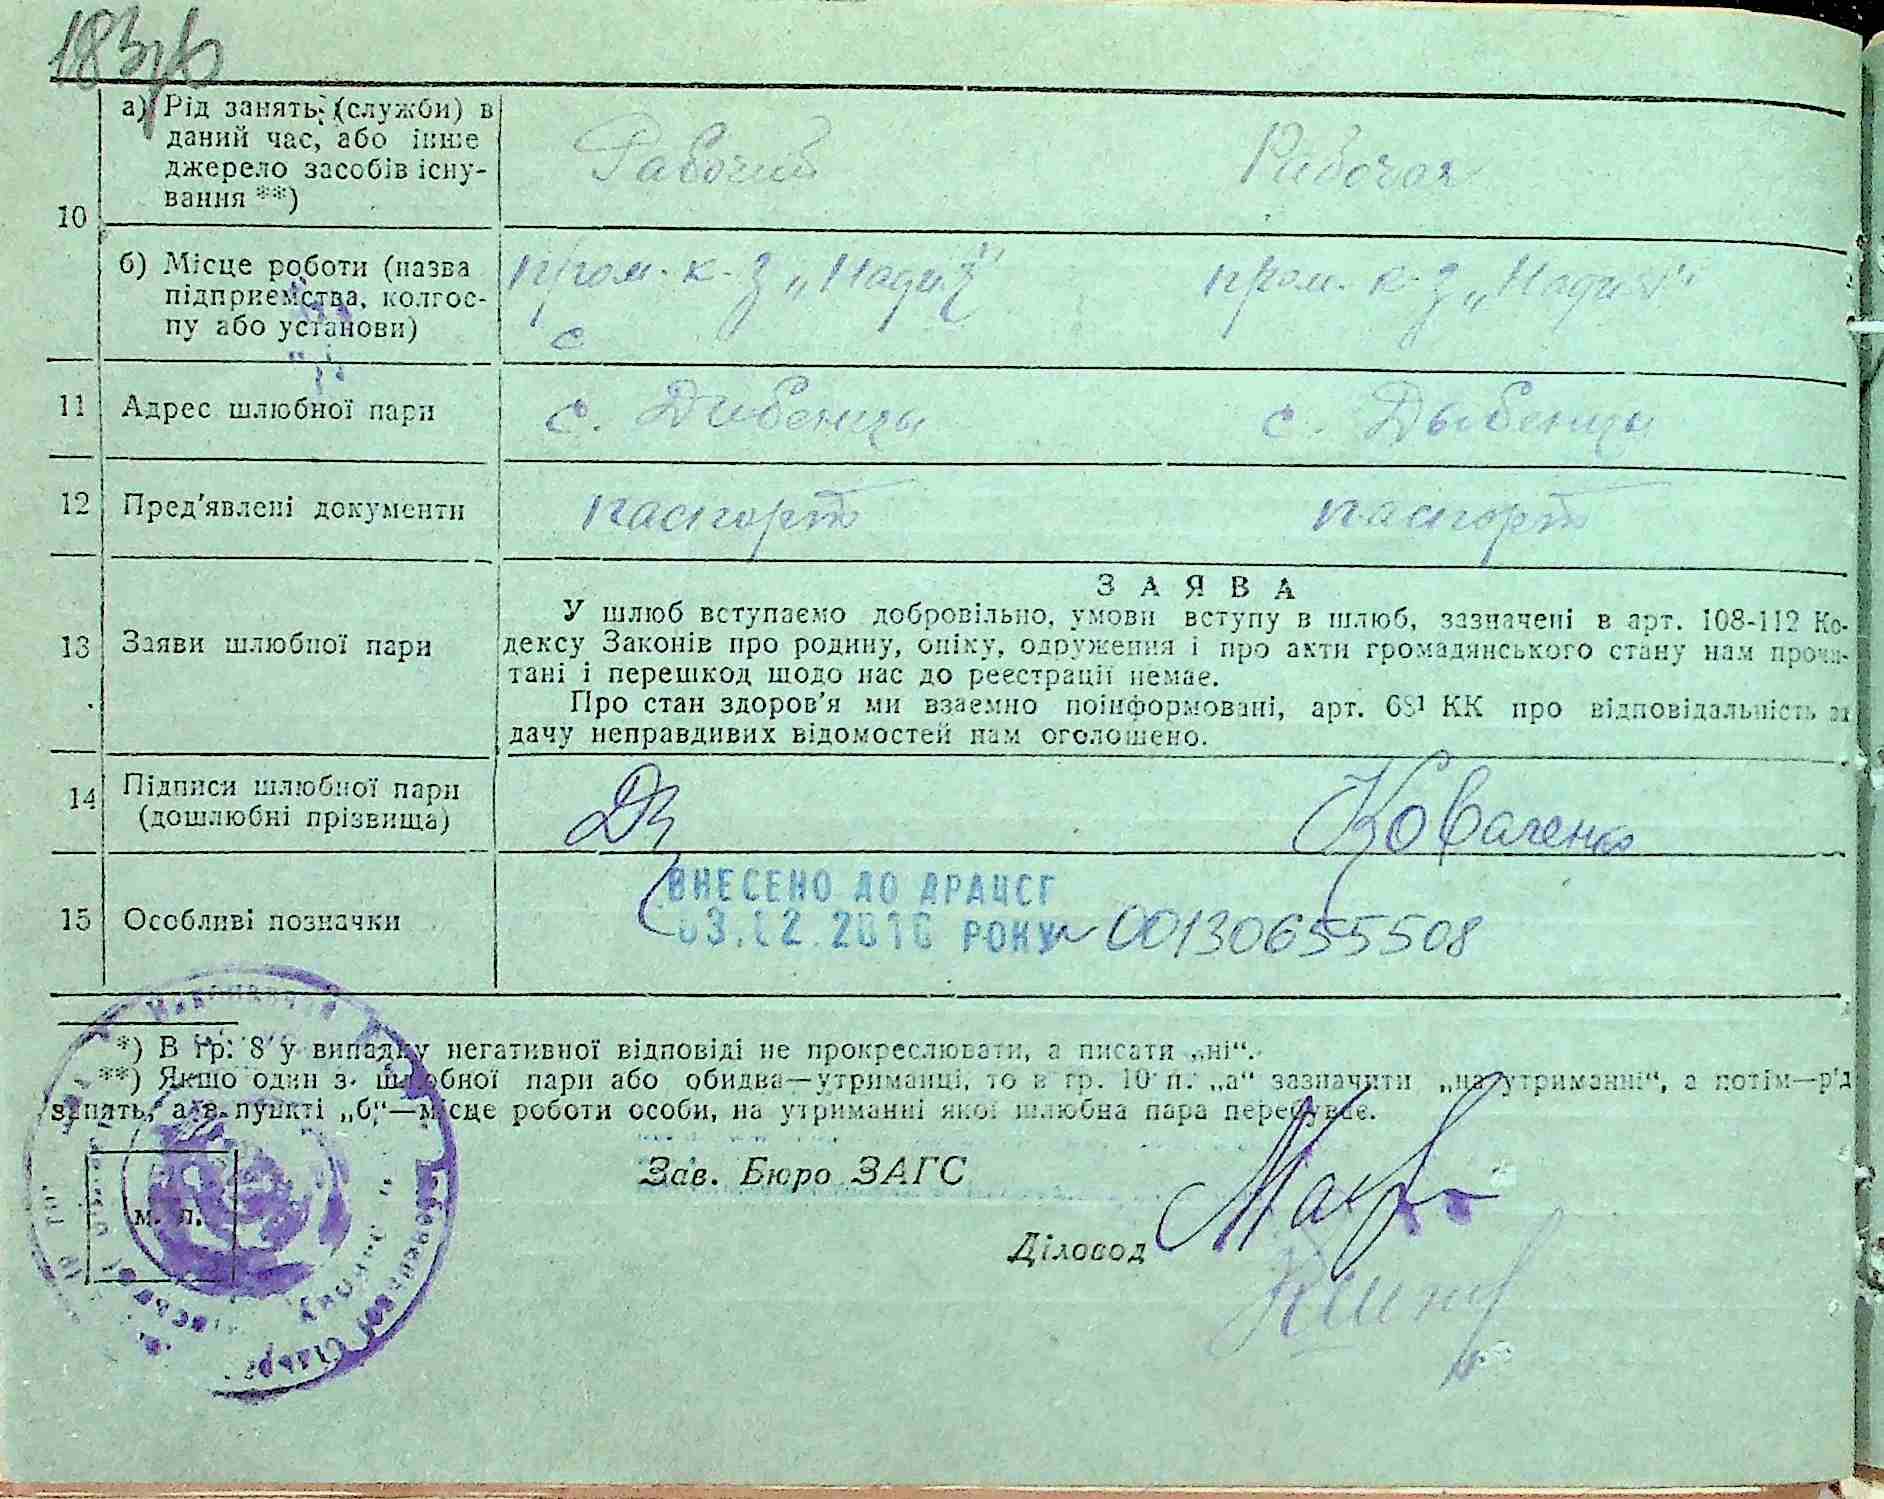 183зв
а) Рід занять (служби) в
даний час, або інше
джерело засобів існу-
вання **)
Рабочий Рабочая
10
б) Місце роботи (назва
підприємства, колгос-
пу або установи)
пром. к-з „Надия" пром. к-з „Надия"
с
11 Адрес шлюбної пари с. Дибенцы с. Дыбенцы
12 Пред'явлені документи паспорт паспорт
13 Заяви шлюбної пари
ЗАЯВА
У шлюб вступаємо добровільно, умови вступу в шлюб, зазначені в арт. 108-112 Ко-
дексу Законів про родину, опіку, одруження і про акти громадянського стану нам прочи-
тані і перешкод щодо нас до реєстрації немає.
Про стан здоров'я ми взаємно поінформовані, арт. 68¹ КК про відповідальність за
дачу неправдивих відомостей нам оголошено.
14 Підписи шлюбної пари
(дошлюбні прізвища)
Коваленко
15 Особливі позначки
ВНЕСЕНО ДО ДРАЦСГ
03.12.2016 РОКУ 00130655508
*) В гр. 8 у випадку негативної відповіді не прокреслювати, а писати „ні“.
**) Якщо один з шлюбної пари або обидва—утриманці, то в гр. 10 п. „а“ зазначити „на утриманні“, а потім—рід
занять, а в пункті „б“—місце роботи особи, на утриманні якої шлюбна пара перебуває.
Зав. Бюро ЗАГС
м. п.
Діловод